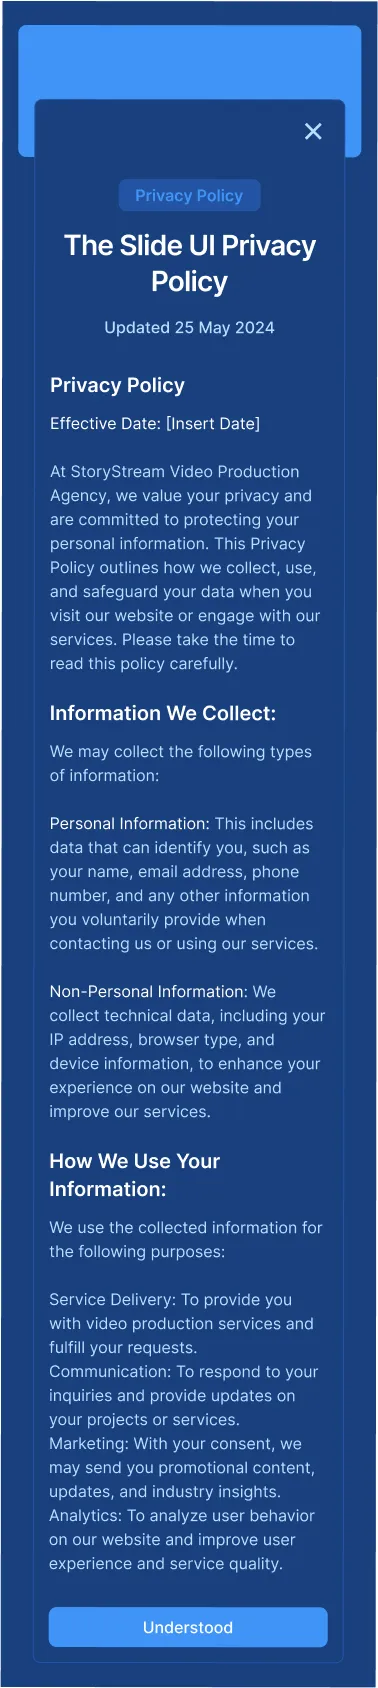 Privacy Policy
The Slide UI Privacy
Policy
Updated 25 May 2024
Privacy Policy
Effective Date: [Insert Date]
At StoryStream Video Production
Agency, we value your privacy and
are committed to protecting your
personal information. This Privacy
Policy outlines how we collect, use,
and safeguard your data when you
visit our website or engage with our
services. Please take the time to
read this policy carefully.
Information We Collect:
We may collect the following types
of information:
Personal Information: This includes
data that can identify you, such as
your name, email address, phone
number, and any other information
you voluntarily provide when
contacting us or using our services.
Non-Personal Information: We
collect technical data, including your
IP address, browser type, and
device information, to enhance your
experience on our website and
improve our services.
How We Use Your
Information:
We use the collected information for
the following purposes:
Service Delivery: To provide you
with video production services and
fulfill your requests.
Communication: To respond to your
inquiries and provide updates on
your projects or services.
Marketing: With your consent, we
may send you promotional content,
updates, and industry insights.
Analytics: To analyze user behavior
on our website and improve user
experience and service quality.
Understood